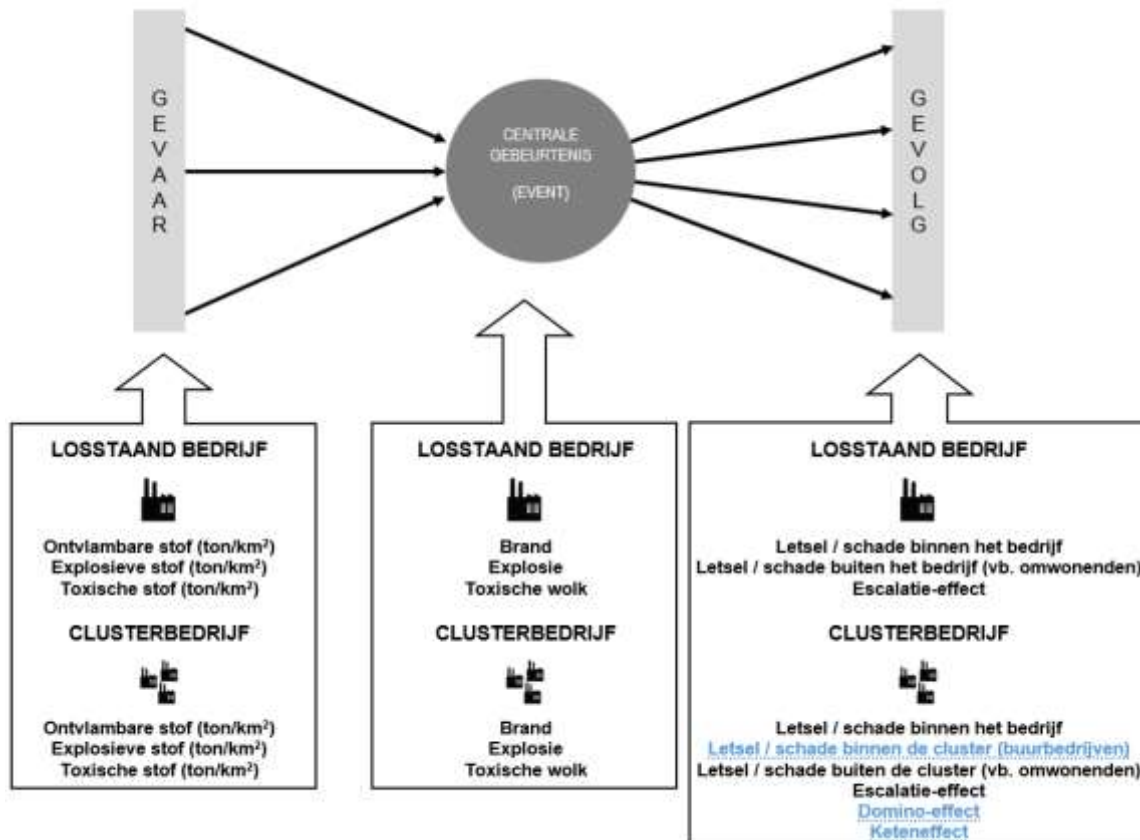 GEVAAR
CENTRALE
GEBEURTENIS
(EVENT)
GEVOLG
LOSSTAAND BEDRIJF
Ontvlambare stof (ton/km²)
Explosieve stof (ton/km²)
Toxische stof (ton/km²)
CLUSTERBEDRIJF
Ontvlambare stof (ton/km²)
Explosieve stof (ton/km²)
Toxische stof (ton/km²)
LOSSTAAND BEDRIJF
Brand
Explosie
Toxische wolk
CLUSTERBEDRIJF
Brand
Explosie
Toxische wolk
LOSSTAAND BEDRIJF
Letsel / schade binnen het bedrijf
Letsel / schade buiten het bedrijf (vb. omwonenden)
Escalatie-effect
CLUSTERBEDRIJF
Letsel / schade binnen het bedrijf
Letsel / schade binnen de cluster (buurbedrijven)
Letsel / schade buiten de cluster (vb. omwonenden)
Escalatie-effect
Domino-effect
Keteneffect